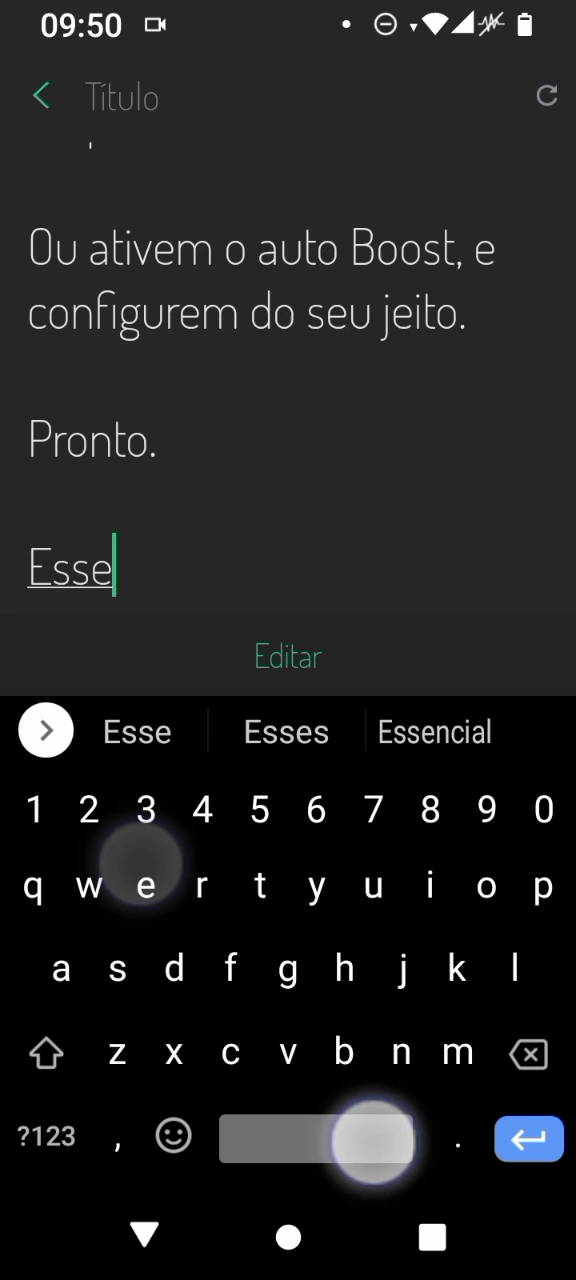 09:50
Título
Ou ativem o auto Boost, e
configurem do seu jeito.
Pronto.
Esse
Editar
Esse Esses Essencial
1 2 3 4 5 6 7 8 9 0
q w e r t y u i o p
a s d f g h j k l
z x c v b n m
?123 , .